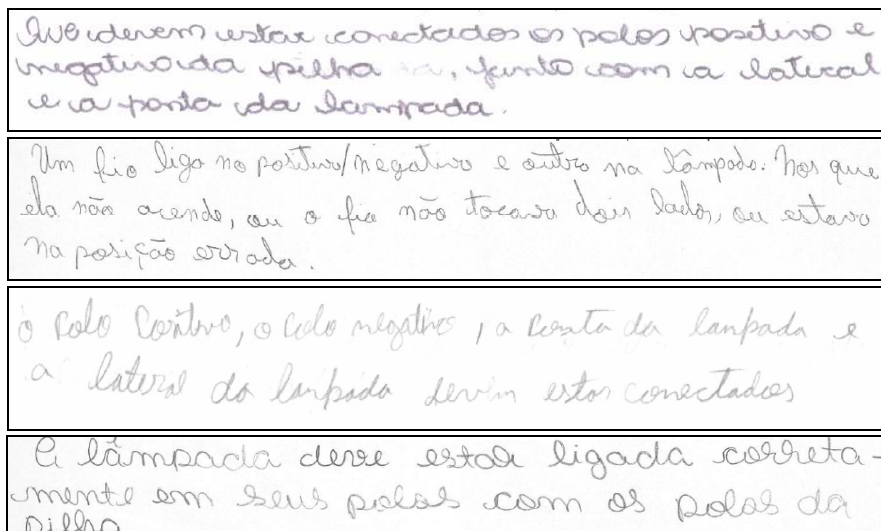 devem estar conectados os polos positivo e
negativo da pilha, junto com a lateral
e a ponta da lampada.
Um fio liga no positivo/negativo e outro na lâmpada. Nos que
ela não acende, ou o fio não tocava dois lados, ou estava
na posição errada.
o Polo Positivo, o Polo negativo, a Ponta da lanpada e
a lateral da lanpada devem estar conectados
A lâmpada deve estar ligada correta-
mente em seus polos com os polos da
pilha